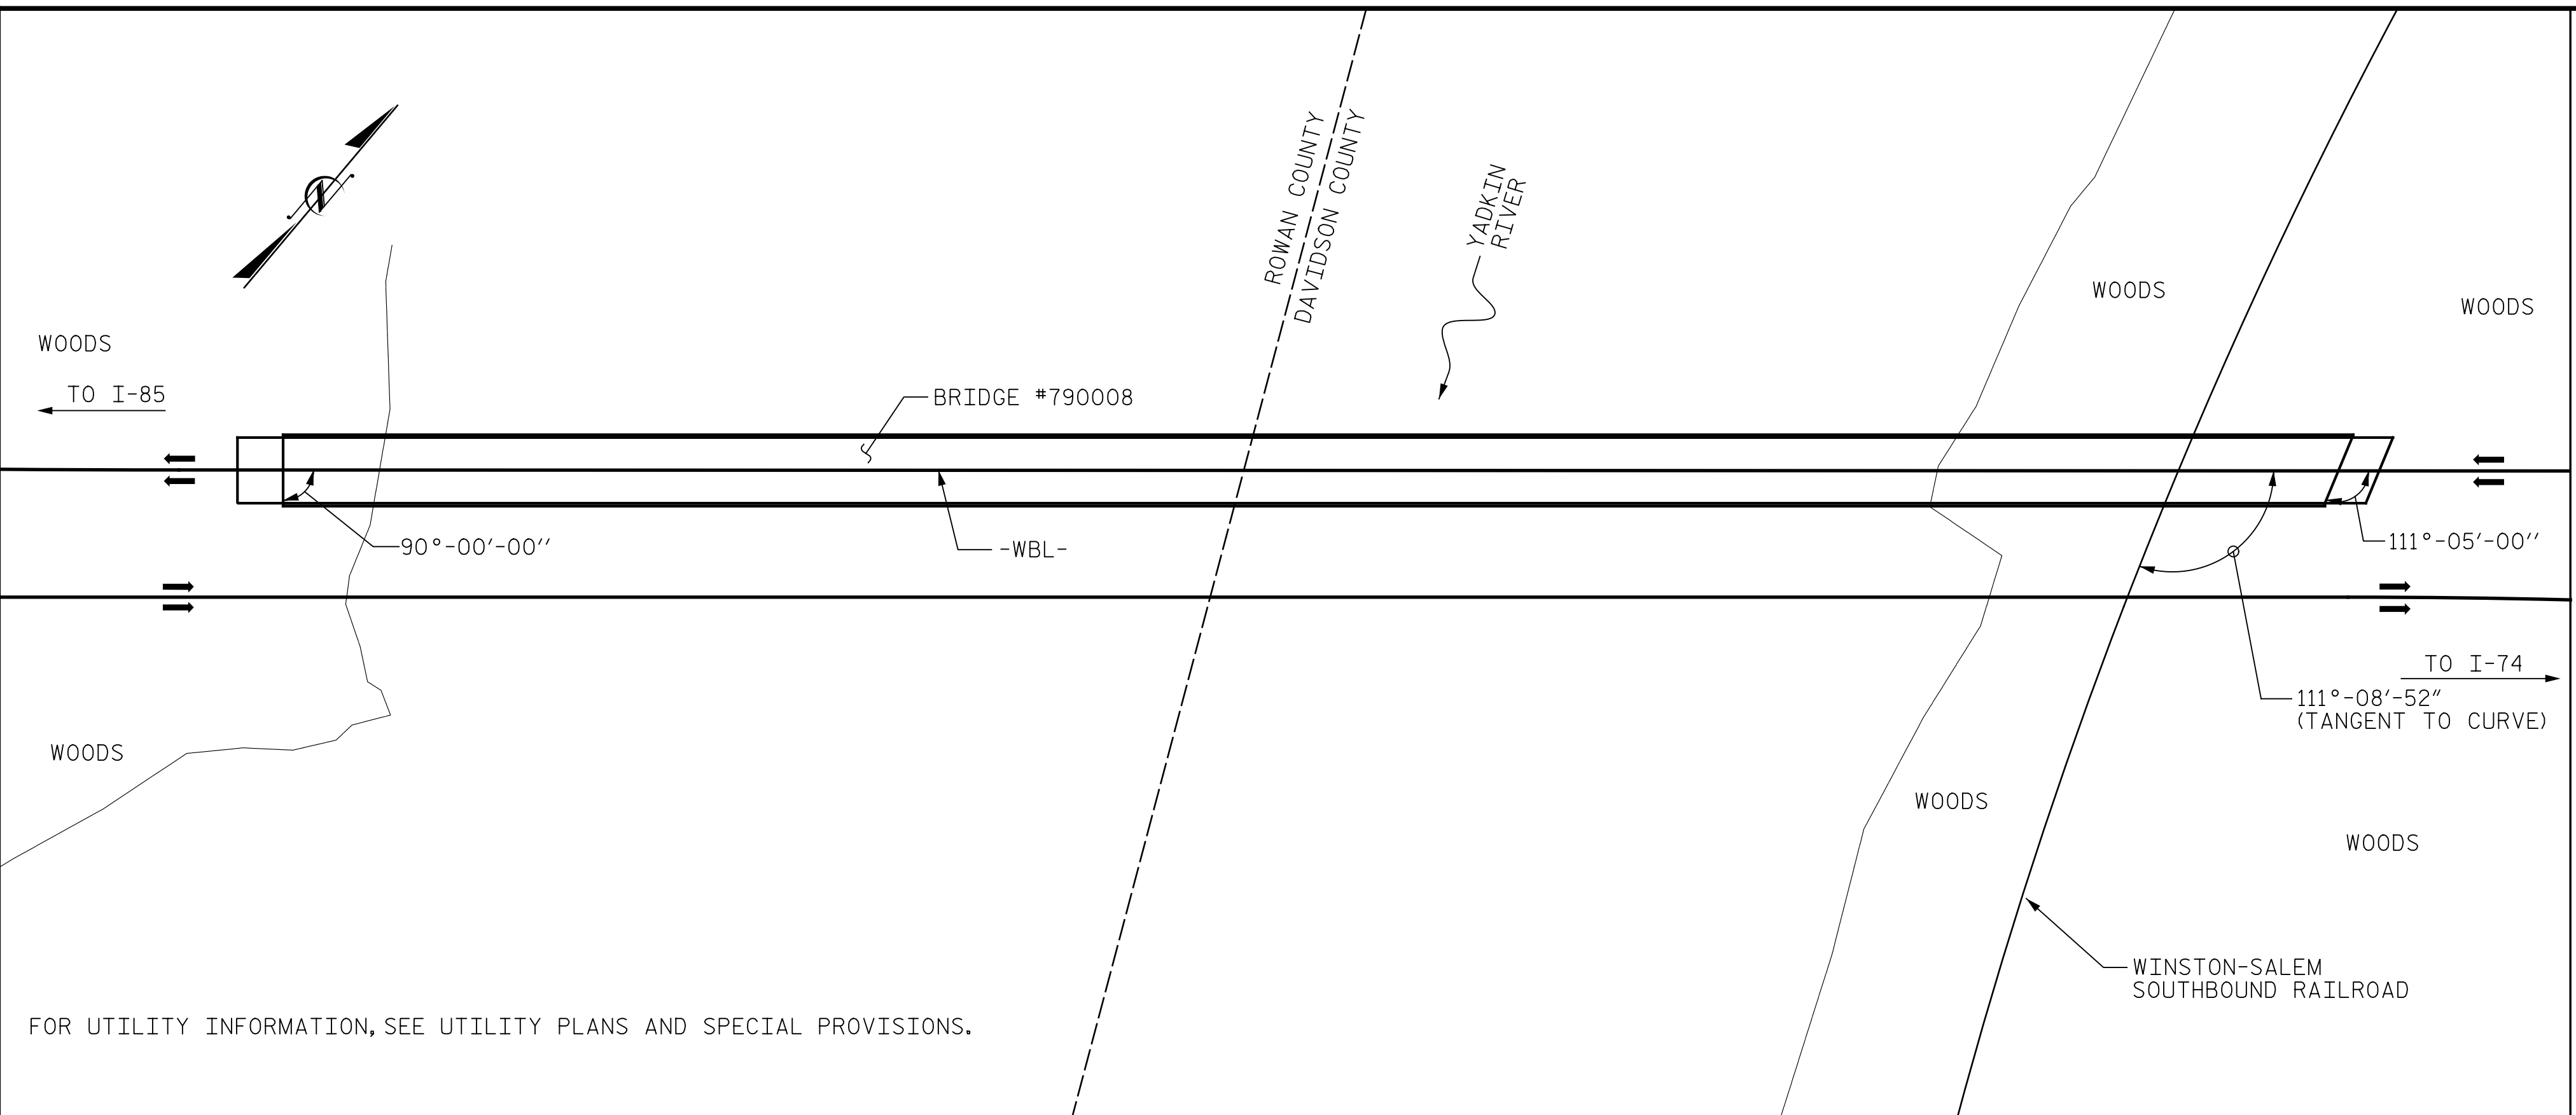 ROWAN COUNTY
DAVIDSON COUNTY
YADKIN
RIVER
WOODS
WOODS
WOODS
TO I-85
BRIDGE #790008
90°-00'-00"
-WBL-
111°-05'-00"
TO I-74
111°-08'-52"
(TANGENT TO CURVE)
WOODS
WOODS
WOODS
WINSTON-SALEM
SOUTHBOUND RAILROAD
FOR UTILITY INFORMATION, SEE UTILITY PLANS AND SPECIAL PROVISIONS.